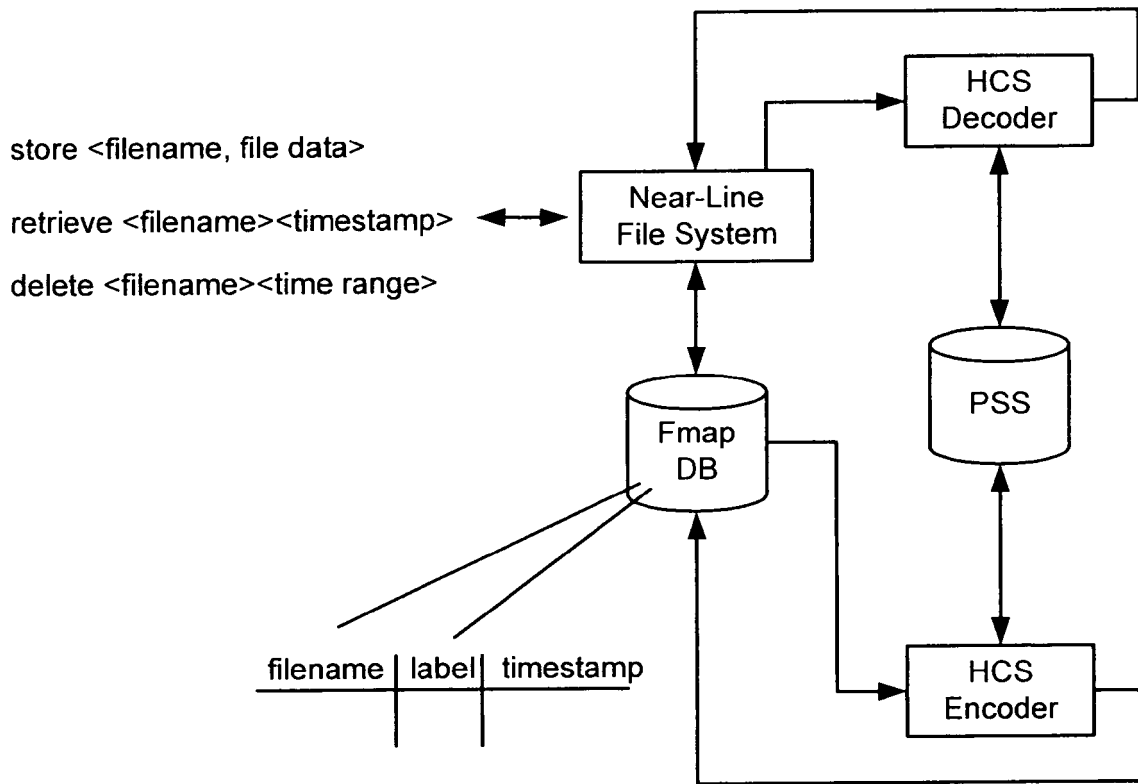 HCS
Decoder
store <filename, file data>
retrieve <filename><timestamp>
delete <filename><time range>
Near-Line
File System
PSS
Fmap
DB
filename label timestamp
HCS
Encoder